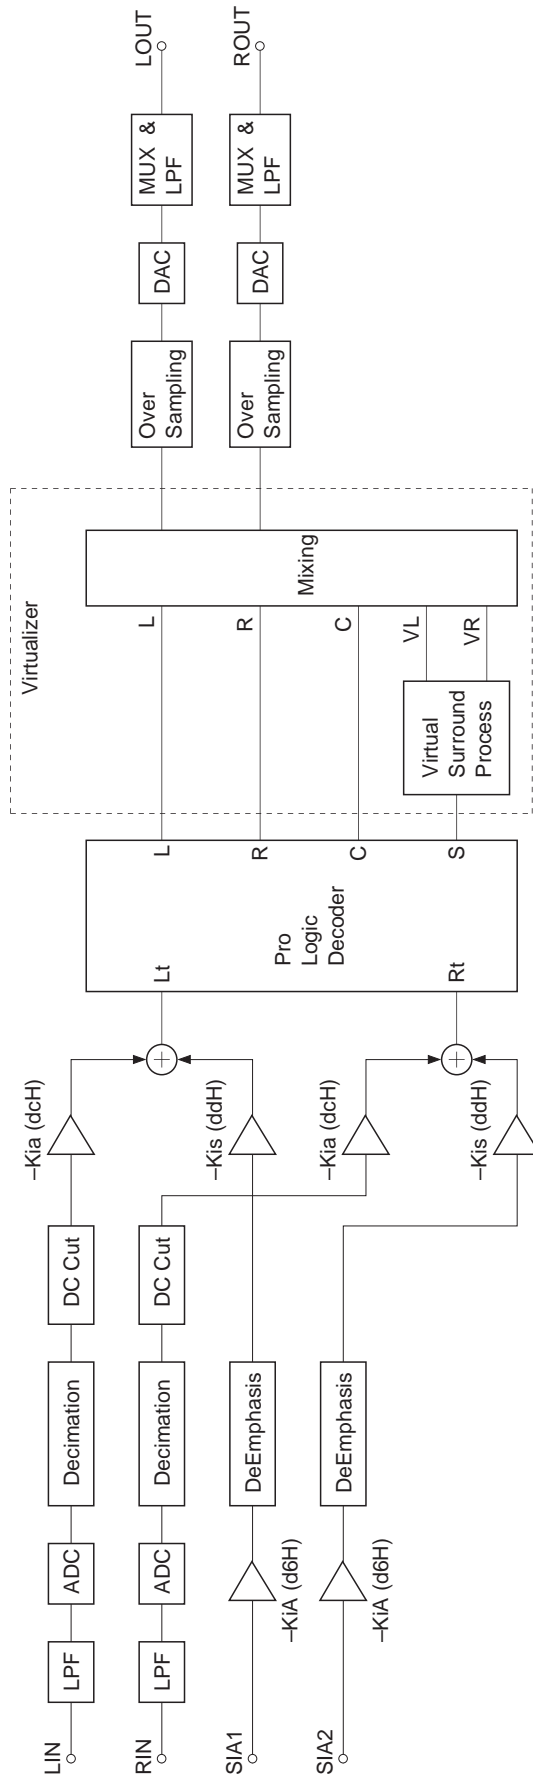 LIN
LPF
ADC
Decimation
DC Cut
–Kia (dcH)
RIN
LPF
ADC
Decimation
DC Cut
–Kis (ddH)
SIA1
–KiA (d6H)
DeEmphasis
–Kia (dcH)
SIA2
–KiA (d6H)
DeEmphasis
–Kis (ddH)
Lt
Rt
Pro
Logic
Decoder
L
R
C
S
Virtualizer
Virtual
Surround
Process
L
R
C
VL
VR
Mixing
Over
Sampling
DAC
MUX &
LPF
LOUT
Over
Sampling
DAC
MUX &
LPF
ROUT